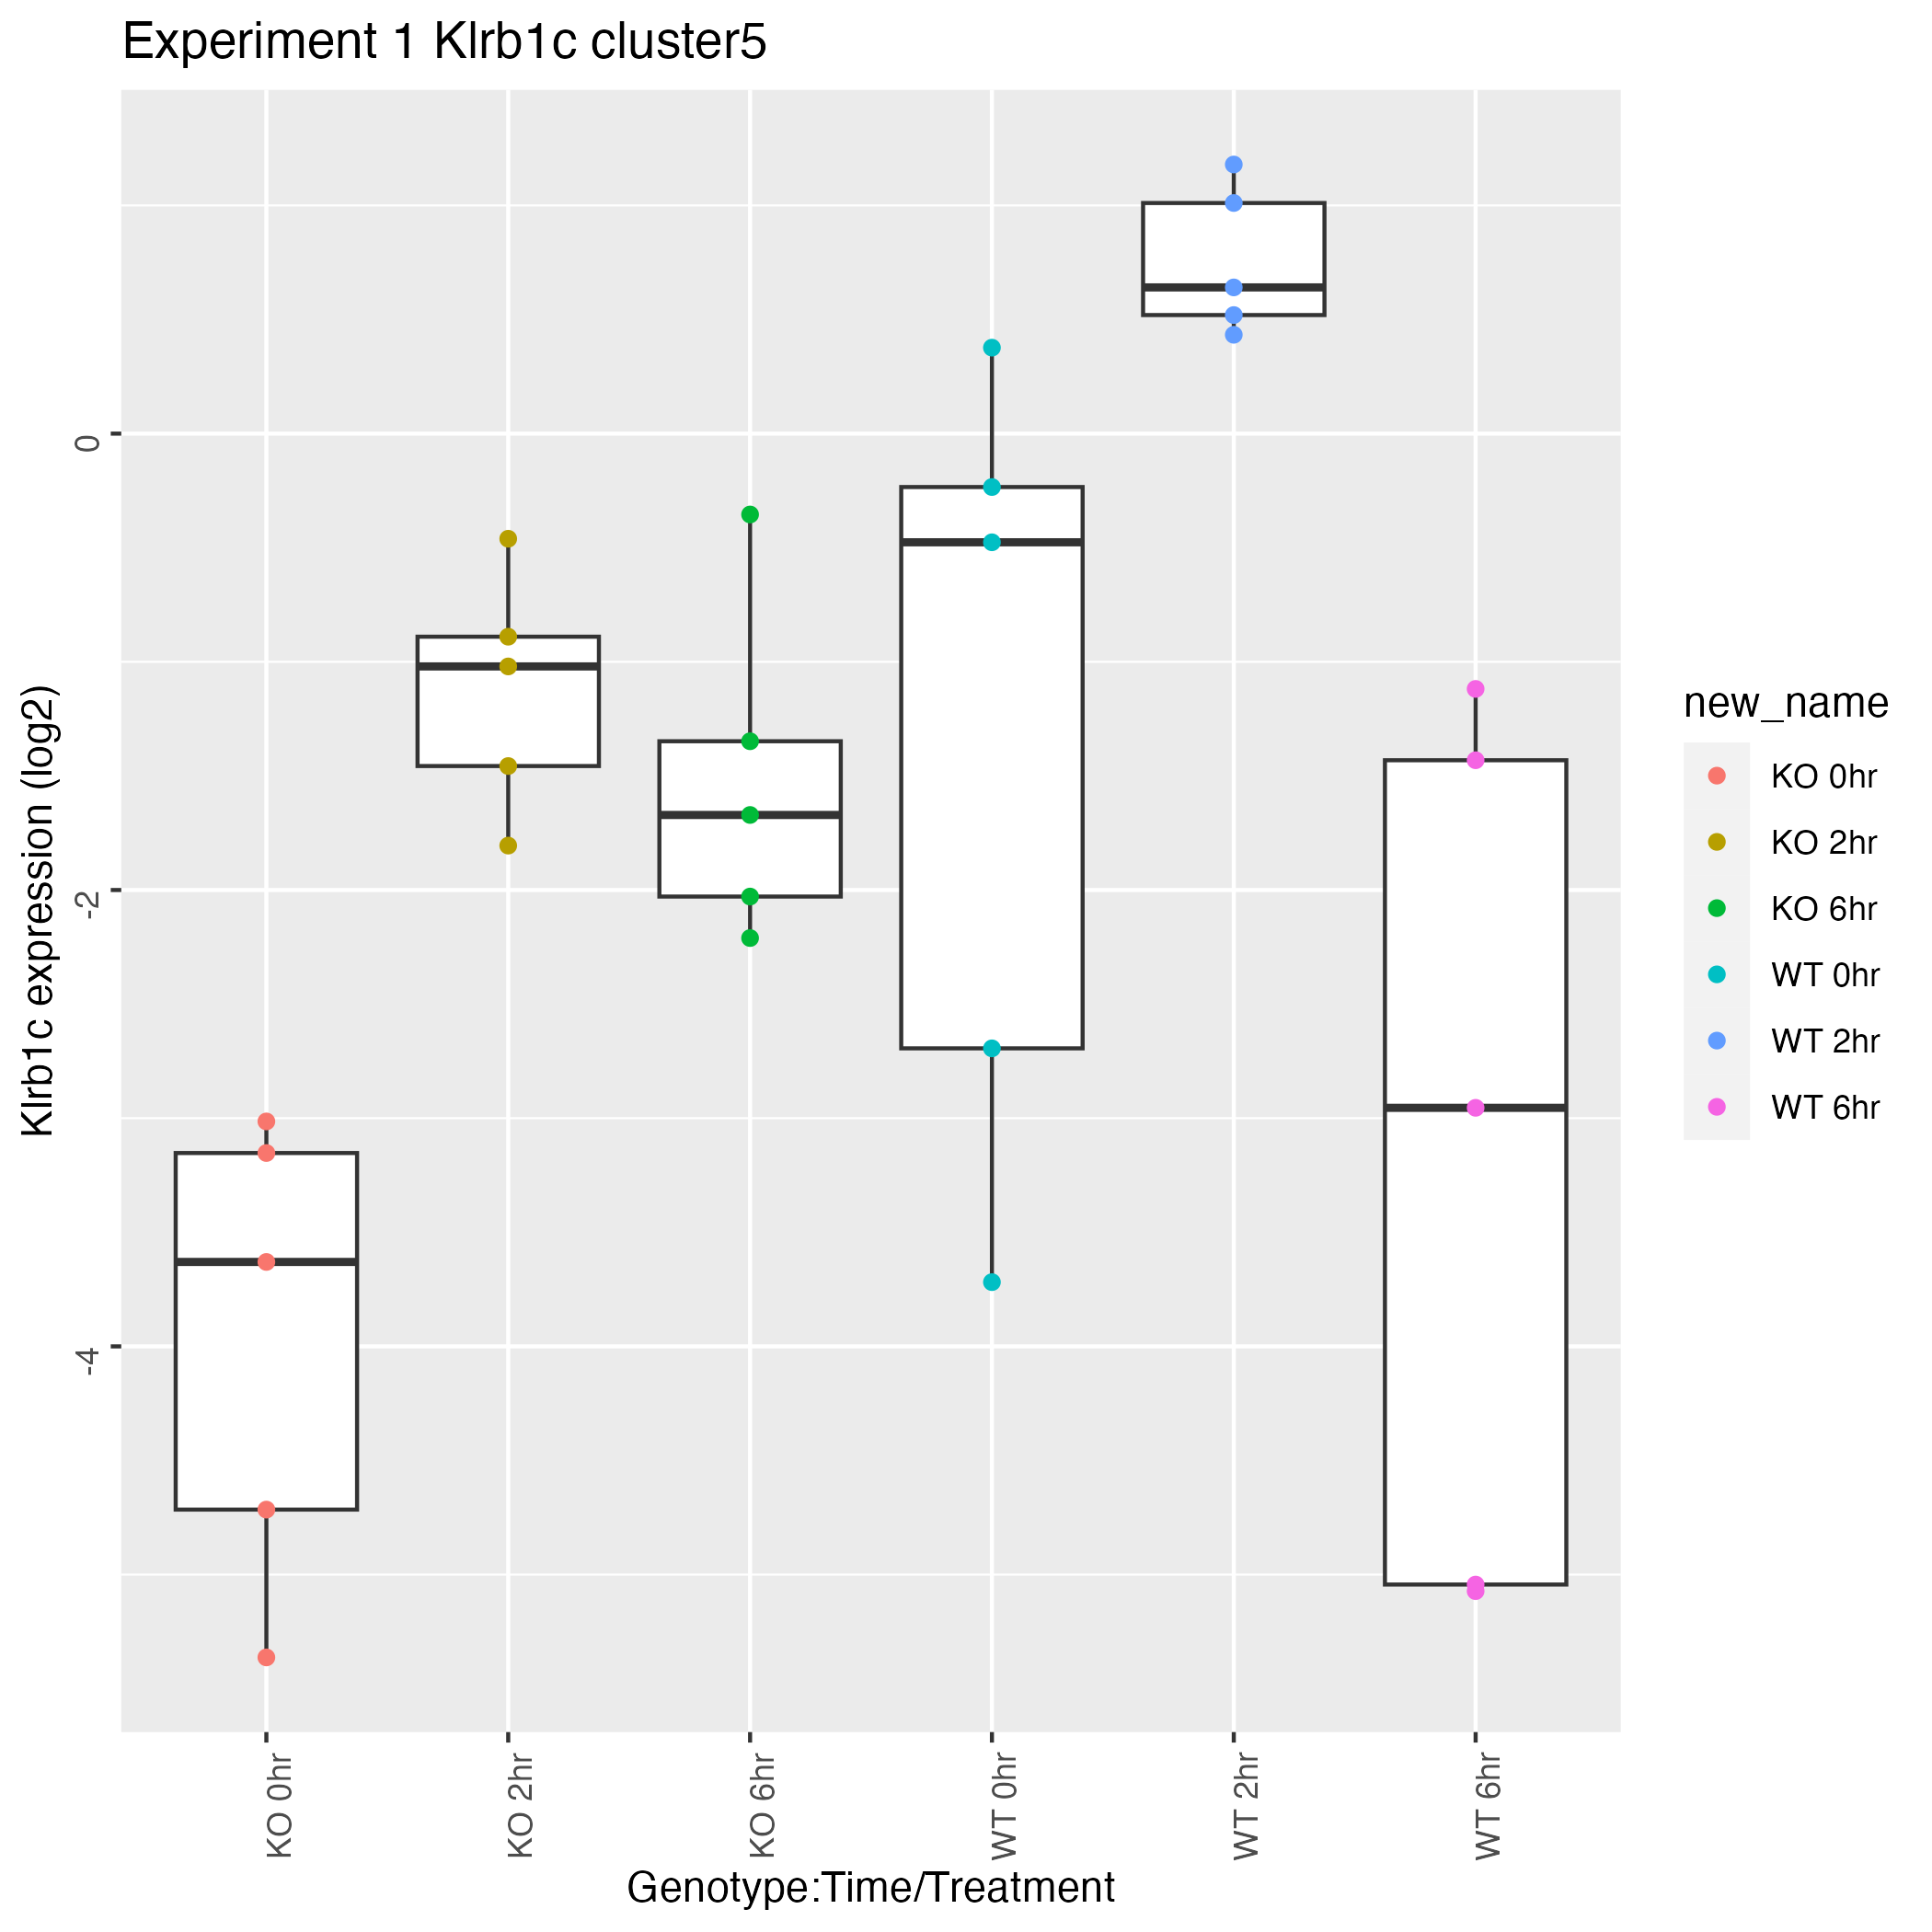 Experiment 1 Klrb1c cluster5
Klrb1c expression (log2)
0
-2
-4
KO 0hr
KO 2hr
KO 6hr
WT 0hr
WT 2hr
WT 6hr
Genotype:Time/Treatment
new_name
KO 0hr
KO 2hr
KO 6hr
WT 0hr
WT 2hr
WT 6hr